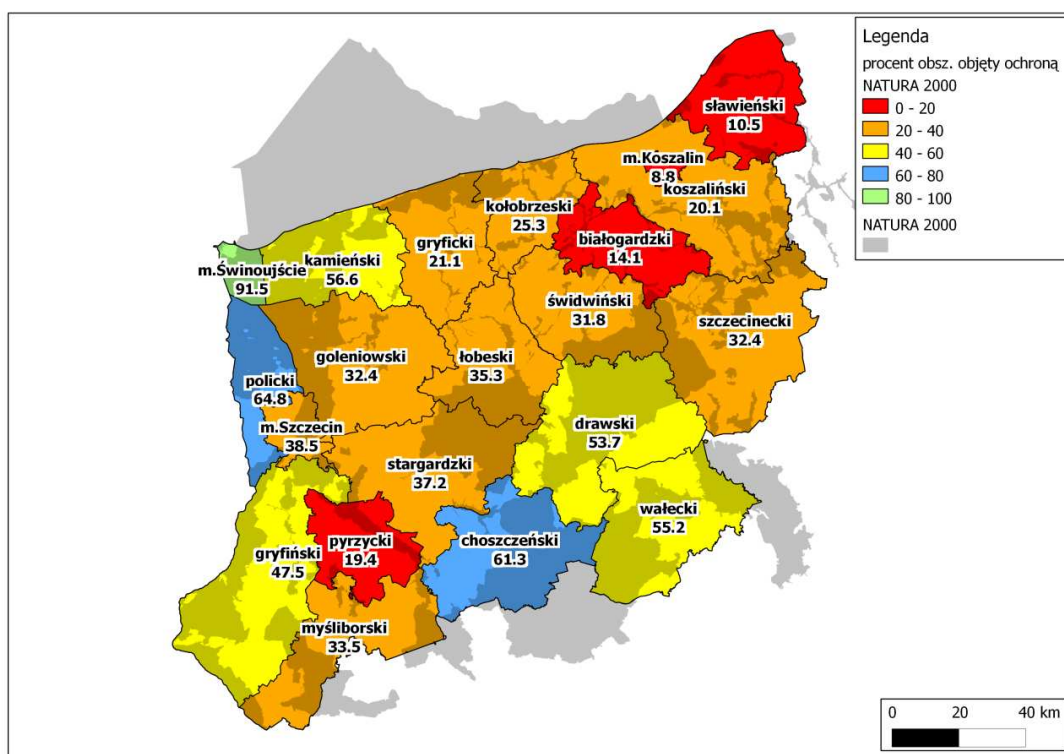 Legenda
procent obsz. objęty ochroną
NATURA 2000
0 - 20
20 - 40
40 - 60
60 - 80
80 - 100
NATURA 2000
sławieński
10.5
m.Koszalin
8.8
koszaliński
20.1
kołobrzeski
25.3
białogardzki
14.1
gryficki
21.1
kamieński
56.6
m.Świnoujście
91.5
świdwiński
31.8
szczecinecki
32.4
goleniowski
32.4
łobeski
35.3
policki
64.8
m.Szczecin
38.5
drawski
53.7
stargardzki
37.2
wałecki
55.2
choszczeński
61.3
pyrzycki
19.4
gryfiński
47.5
myśliborski
33.5
0 20 40 km